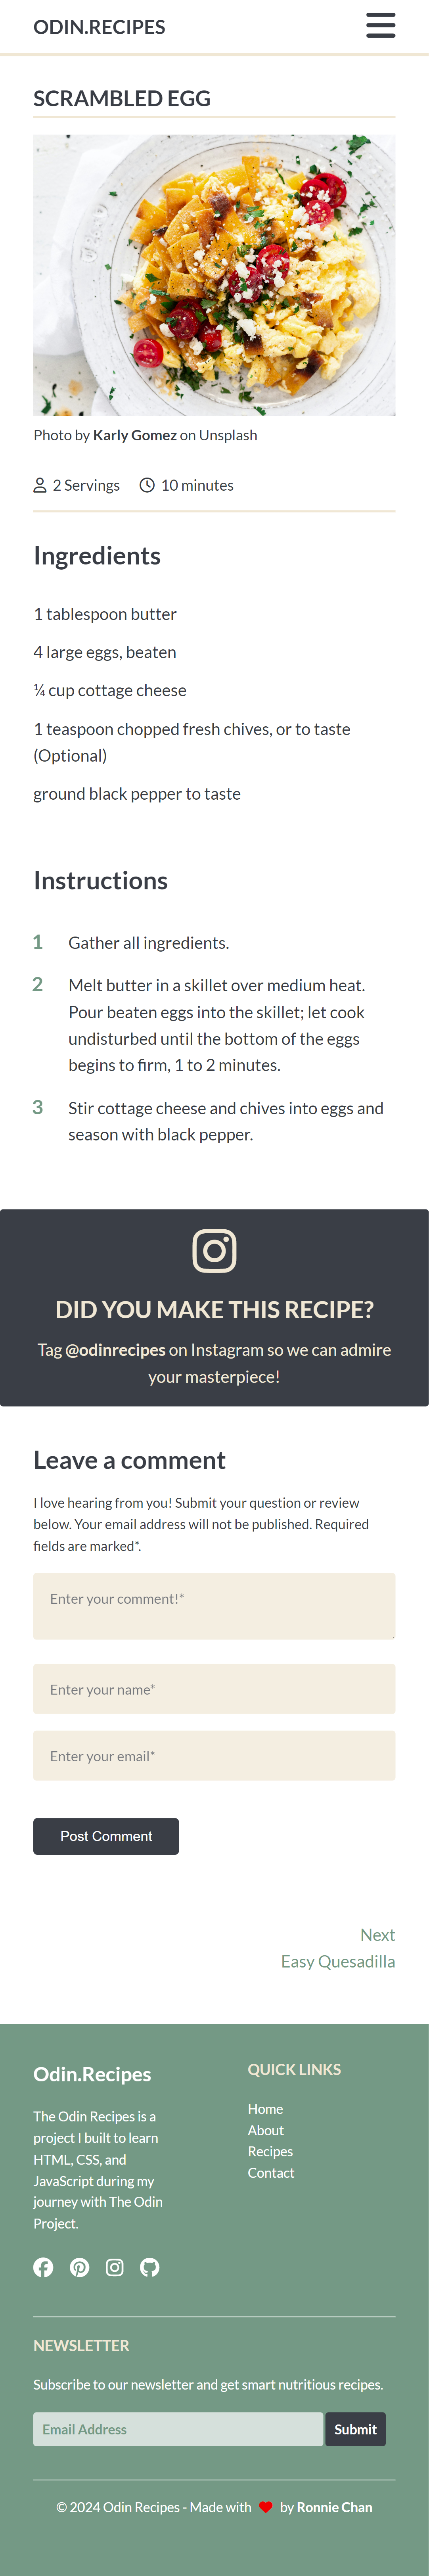 ODIN.RECIPES
SCRAMBLED EGG
Photo by Karly Gomez on Unsplash
2 Servings 10 minutes
Ingredients
1 tablespoon butter
4 large eggs, beaten
¼ cup cottage cheese
1 teaspoon chopped fresh chives, or to taste
(Optional)
ground black pepper to taste
Instructions
1 Gather all ingredients.
2 Melt butter in a skillet over medium heat.
Pour beaten eggs into the skillet; let cook
undisturbed until the bottom of the eggs
begins to firm, 1 to 2 minutes.
3 Stir cottage cheese and chives into eggs and
season with black pepper.
DID YOU MAKE THIS RECIPE?
Tag @odinrecipes on Instagram so we can admire
your masterpiece!
Leave a comment
I love hearing from you! Submit your question or review
below. Your email address will not be published. Required
fields are marked*.
Enter your comment!*
Enter your name*
Enter your email*
Post Comment
Next
Easy Quesadilla
Odin.Recipes
The Odin Recipes is a
project I built to learn
HTML, CSS, and
JavaScript during my
journey with The Odin
Project.
QUICK LINKS
Home
About
Recipes
Contact
NEWSLETTER
Subscribe to our newsletter and get smart nutritious recipes.
Email Address Submit
© 2024 Odin Recipes - Made with by Ronnie Chan